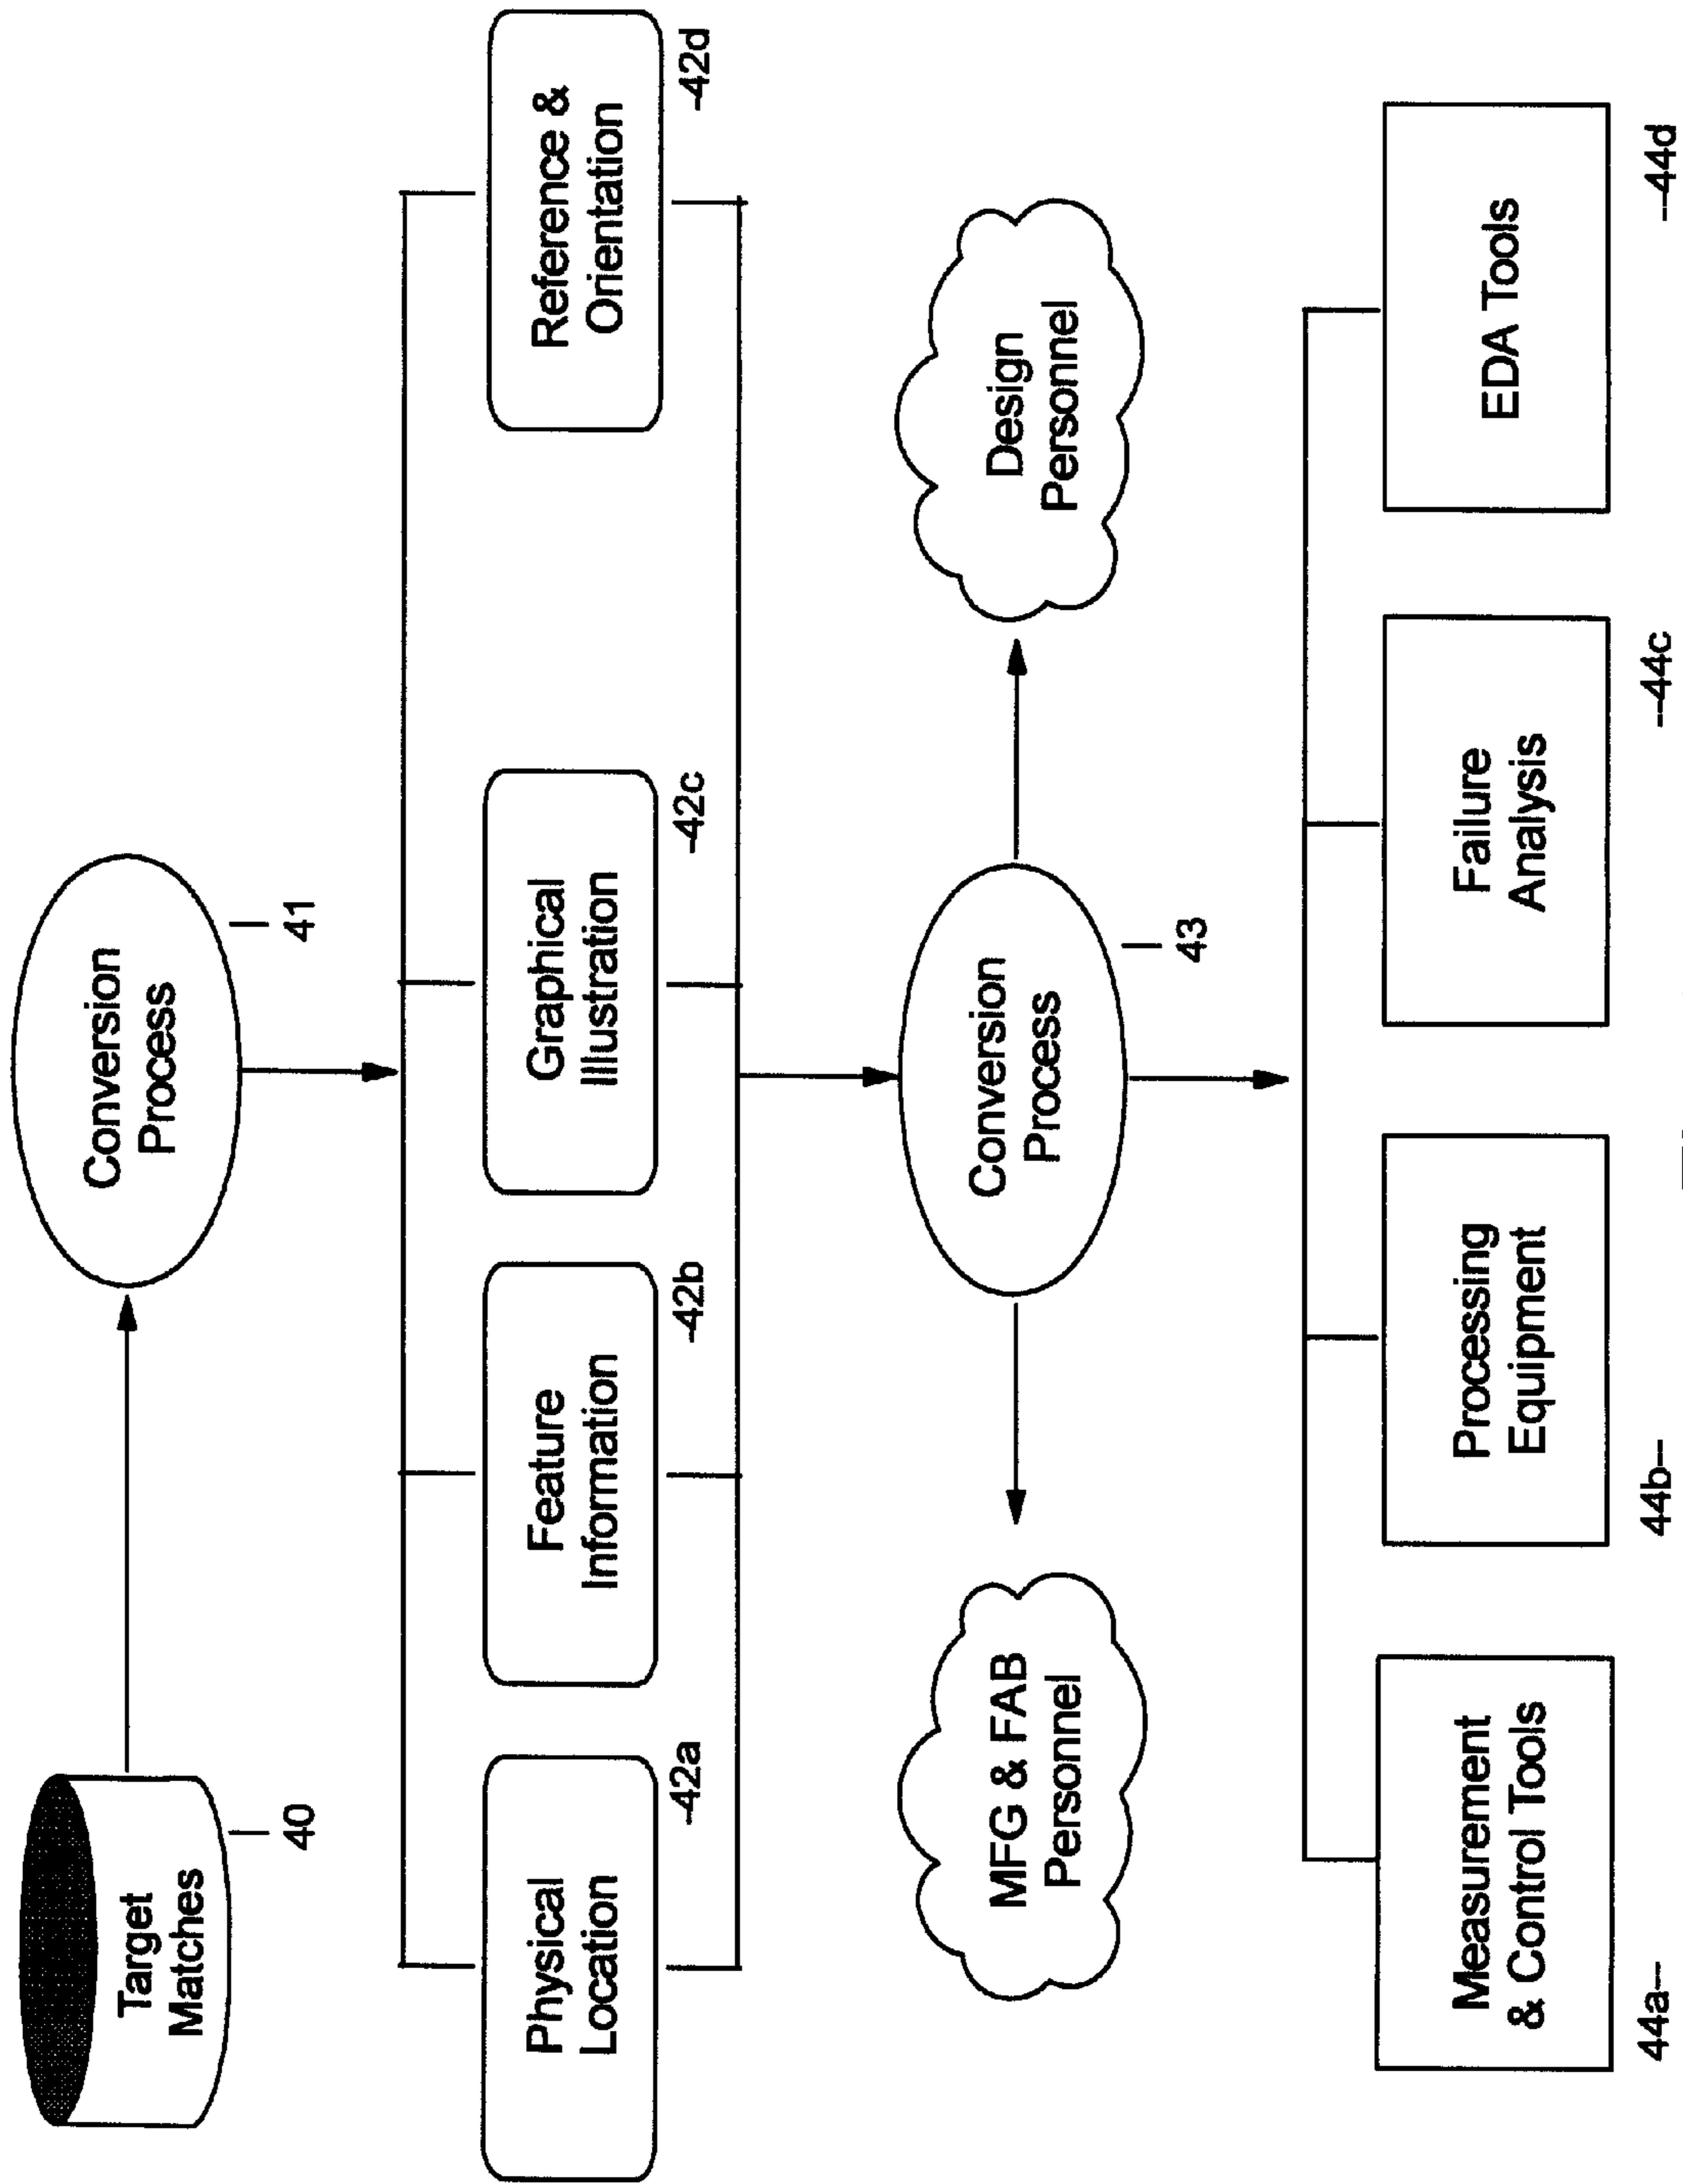 Target
Matches
40
Conversion
Process
41
Physical
Location
-42a
Feature
Information
-42b
Graphical
Illustration
-42c
Reference &
Orientation
-42d
MFG & FAB
Personnel
Conversion
Process
43
Design
Personnel
Measurement
& Control Tools
44a--
Processing
Equipment
44b--
Failure
Analysis
--44c
EDA Tools
--44d